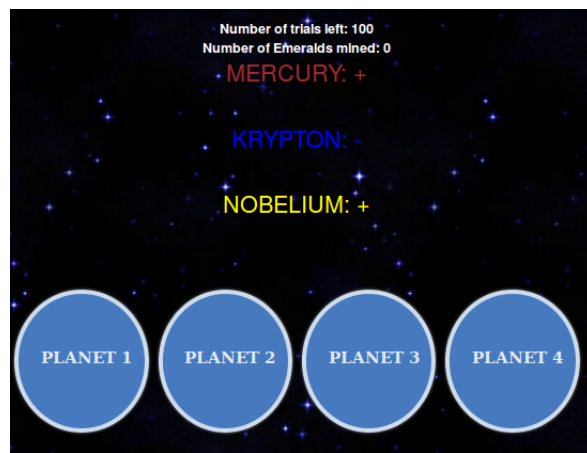 Number of trials left: 100
Number of Emeralds mined: 0
MERCURY: +
KRYPTON: -
NOBELIUM: +
PLANET 1 PLANET 2 PLANET 3 PLANET 4